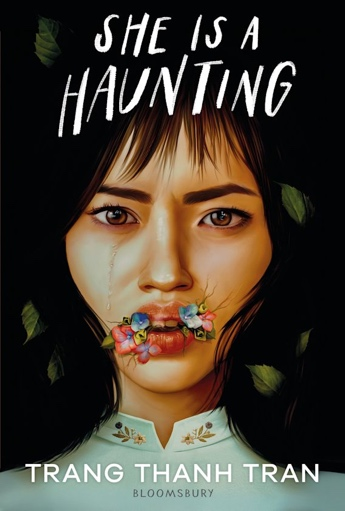 SHE IS A
HAUNTING
TRANG THANH TRAN
BLOOMSBURY